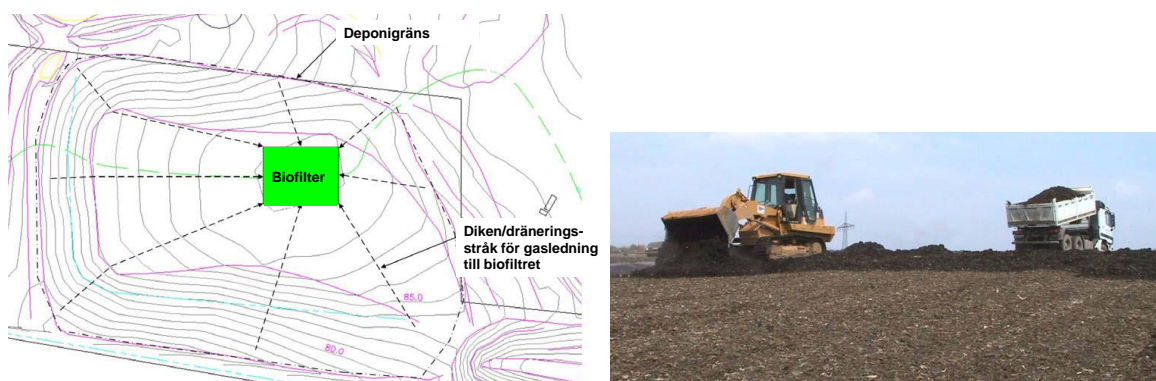 Deponigräns
Biofilter
Diken/dränerings-
stråk för gasledning
till biofiltret
85.0
80.0